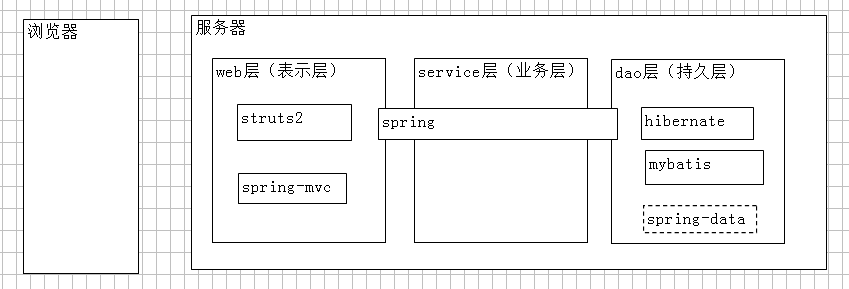 浏览器
服务器
web层（表示层）
struts2
spring-mvc
service层（业务层）
spring
dao层（持久层）
hibernate
mybatis
spring-data